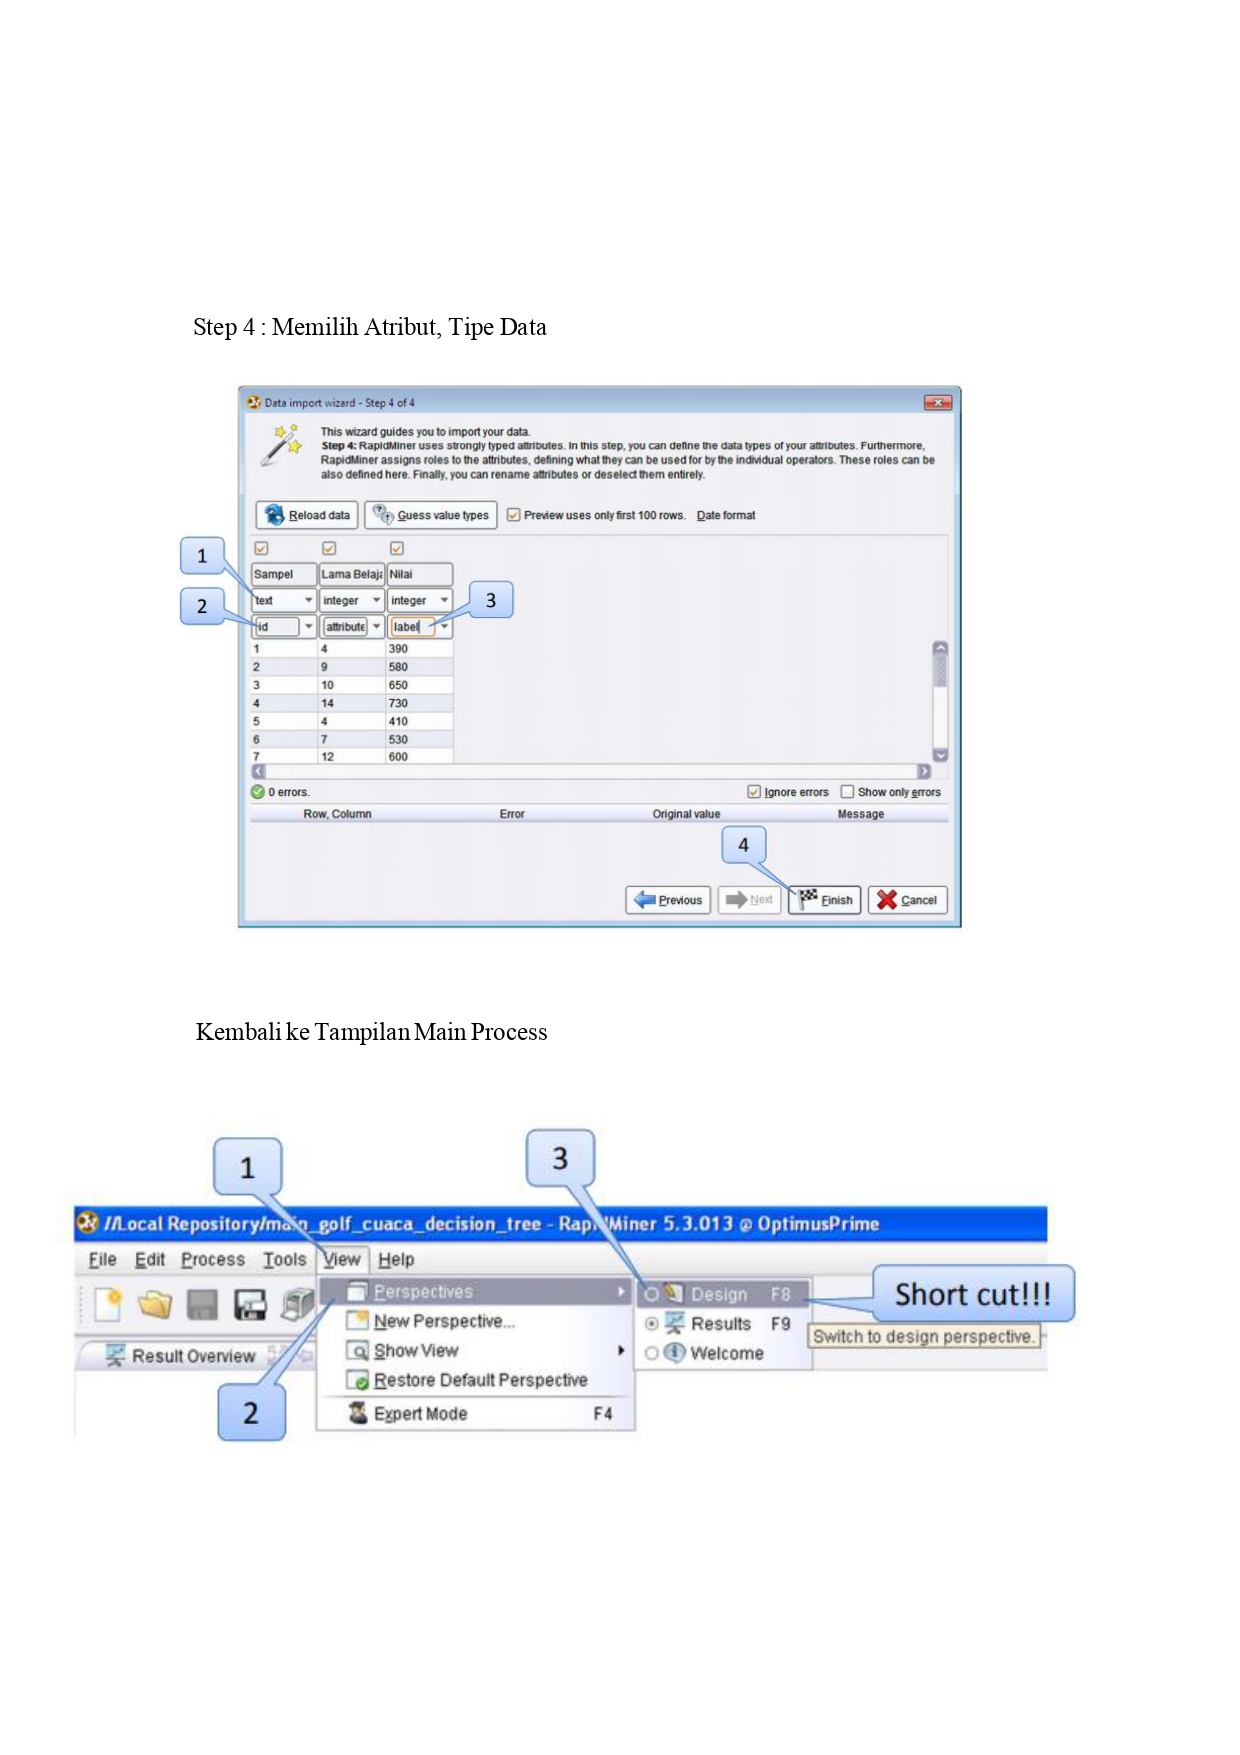 Step 4 : Memilih Atribut, Tipe Data
Data import wizard - Step 4 of 4
This wizard guides you to import your data.
Step 4: RapidMiner uses strongly typed attributes. In this step, you can define the data types of your attributes. Furthermore,
RapidMiner assigns roles to the attributes, defining what they can be used for by the individual operators. These roles can be
also defined here. Finally, you can rename attributes or deselect them entirely.
Reload data Guess value types Preview uses only first 100 rows. Date format
1
Sampel Lama Belaja Nilai
text integer integer
2 3
id attribute label
1 4 390
2 9 580
3 10 650
4 14 730
5 4 410
6 7 530
7 12 600
0 errors. Ignore errors Show only errors
Row, Column Error Original value Message
4
Previous Next Finish Cancel
Kembali ke Tampilan Main Process
1 3
//Local Repository/main_golf_cuaca_decision_tree - RapidMiner 5.3.013 @ OptimusPrime
File Edit Process Tools View Help
Perspectives Design F8 Short cut!!!
New Perspective... Results F9
Switch to design perspective.
Result Overview Show View Welcome
Restore Default Perspective
2 Expert Mode F4